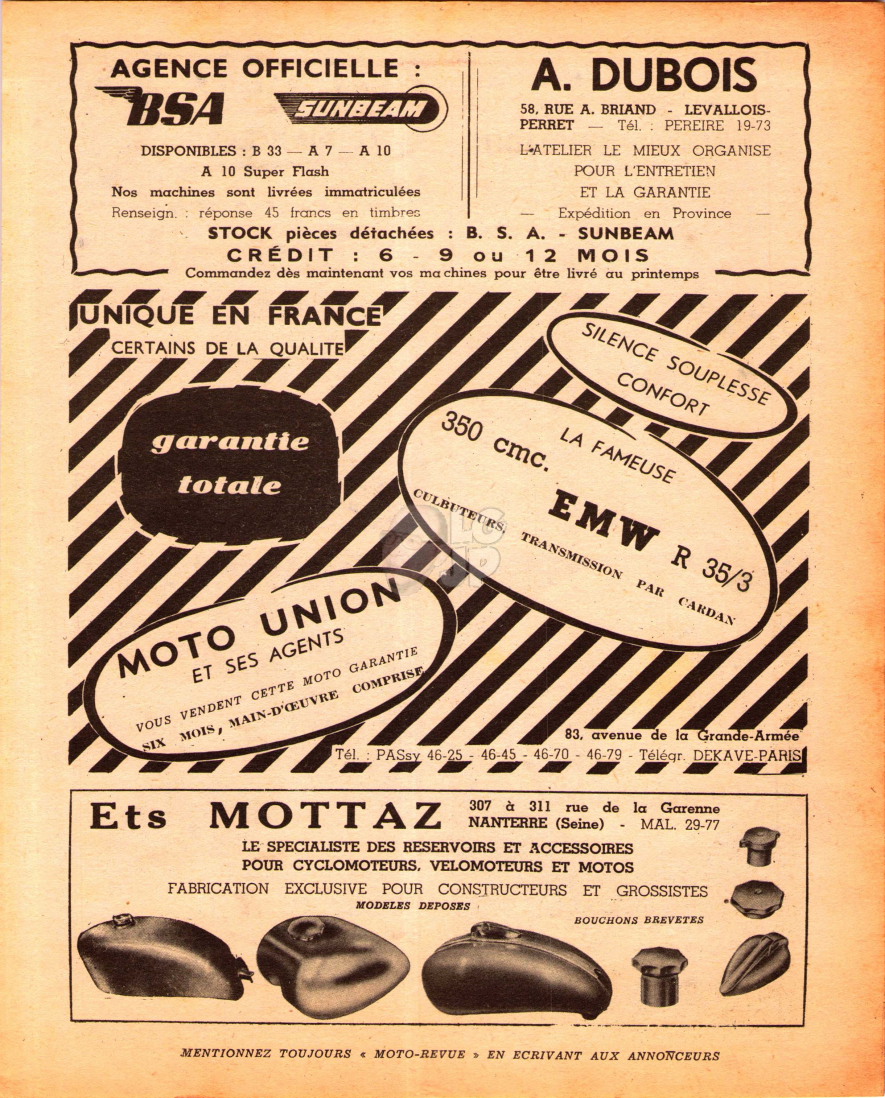 AGENCE OFFICIELLE :
BSA SUNBEAM
DISPONIBLES : B 33 — A 7 — A 10
A 10 Super Flash
Nos machines sont livrées immatriculées
Renseign. : réponse 45 francs en timbres
A. DUBOIS
58, RUE A. BRIAND - LEVALLOIS-
PERRET — Tél. : PEREIRE 19-73
L'ATELIER LE MIEUX ORGANISE
POUR L'ENTRETIEN
ET LA GARANTIE
— Expédition en Province —
STOCK pièces détachées : B. S. A. - SUNBEAM
CRÉDIT : 6 - 9 ou 12 MOIS
Commandez dès maintenant vos machines pour être livré au printemps
UNIQUE EN FRANCE
CERTAINS DE LA QUALITE
SILENCE SOUPLESSE
CONFORT
garantie
totale
350 cmc.
LA FAMEUSE
EMW R 35/3
CULBUTEURS, TRANSMISSION PAR CARDAN
MOTO UNION
ET SES AGENTS
VOUS VENDENT CETTE MOTO GARANTIE
SIX MOIS, MAIN-D'ŒUVRE COMPRISE
83, avenue de la Grande-Armée
Tél. : PASsy 46-25 - 46-45 - 46-70 - 46-79 - Télégr. DEKAVE-PARIS
Ets MOTTAZ
307 à 311 rue de la Garenne
NANTERRE (Seine) - MAL. 29-77
LE SPECIALISTE DES RESERVOIRS ET ACCESSOIRES
POUR CYCLOMOTEURS, VELOMOTEURS ET MOTOS
FABRICATION EXCLUSIVE POUR CONSTRUCTEURS ET GROSSISTES
MODELES DEPOSES
BOUCHONS BREVETES
MENTIONNEZ TOUJOURS « MOTO-REVUE » EN ECRIVANT AUX ANNONCEURS